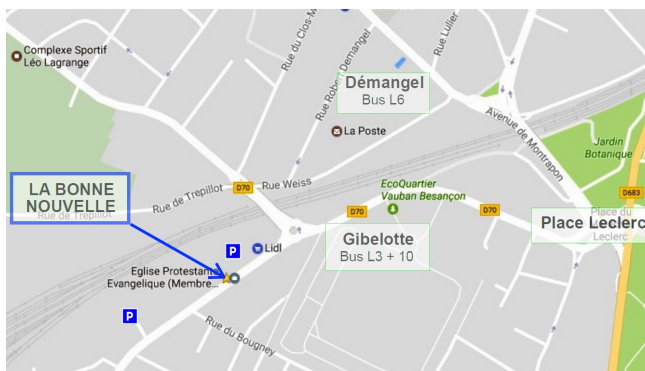 Complexe Sportif
Léo Lagrange
Rue du Clos-M
Rue Robert Demangel
Rue Lulier
Démangel
Bus L6
Avenue de Montrapon
La Poste
Jardin
Botanique
LA BONNE
NOUVELLE
Rue de Trepillot
Rue de Trepillot
D70
Rue Weiss
EcoQuartier
Vauban Besançon
D70
D70
D683
Place Leclerc
Place du
Leclerc
Gibelotte
Bus L3 + 10
P
Lidl
Eglise Protestante
Evangelique (Membre...
P
Rue du Bougney